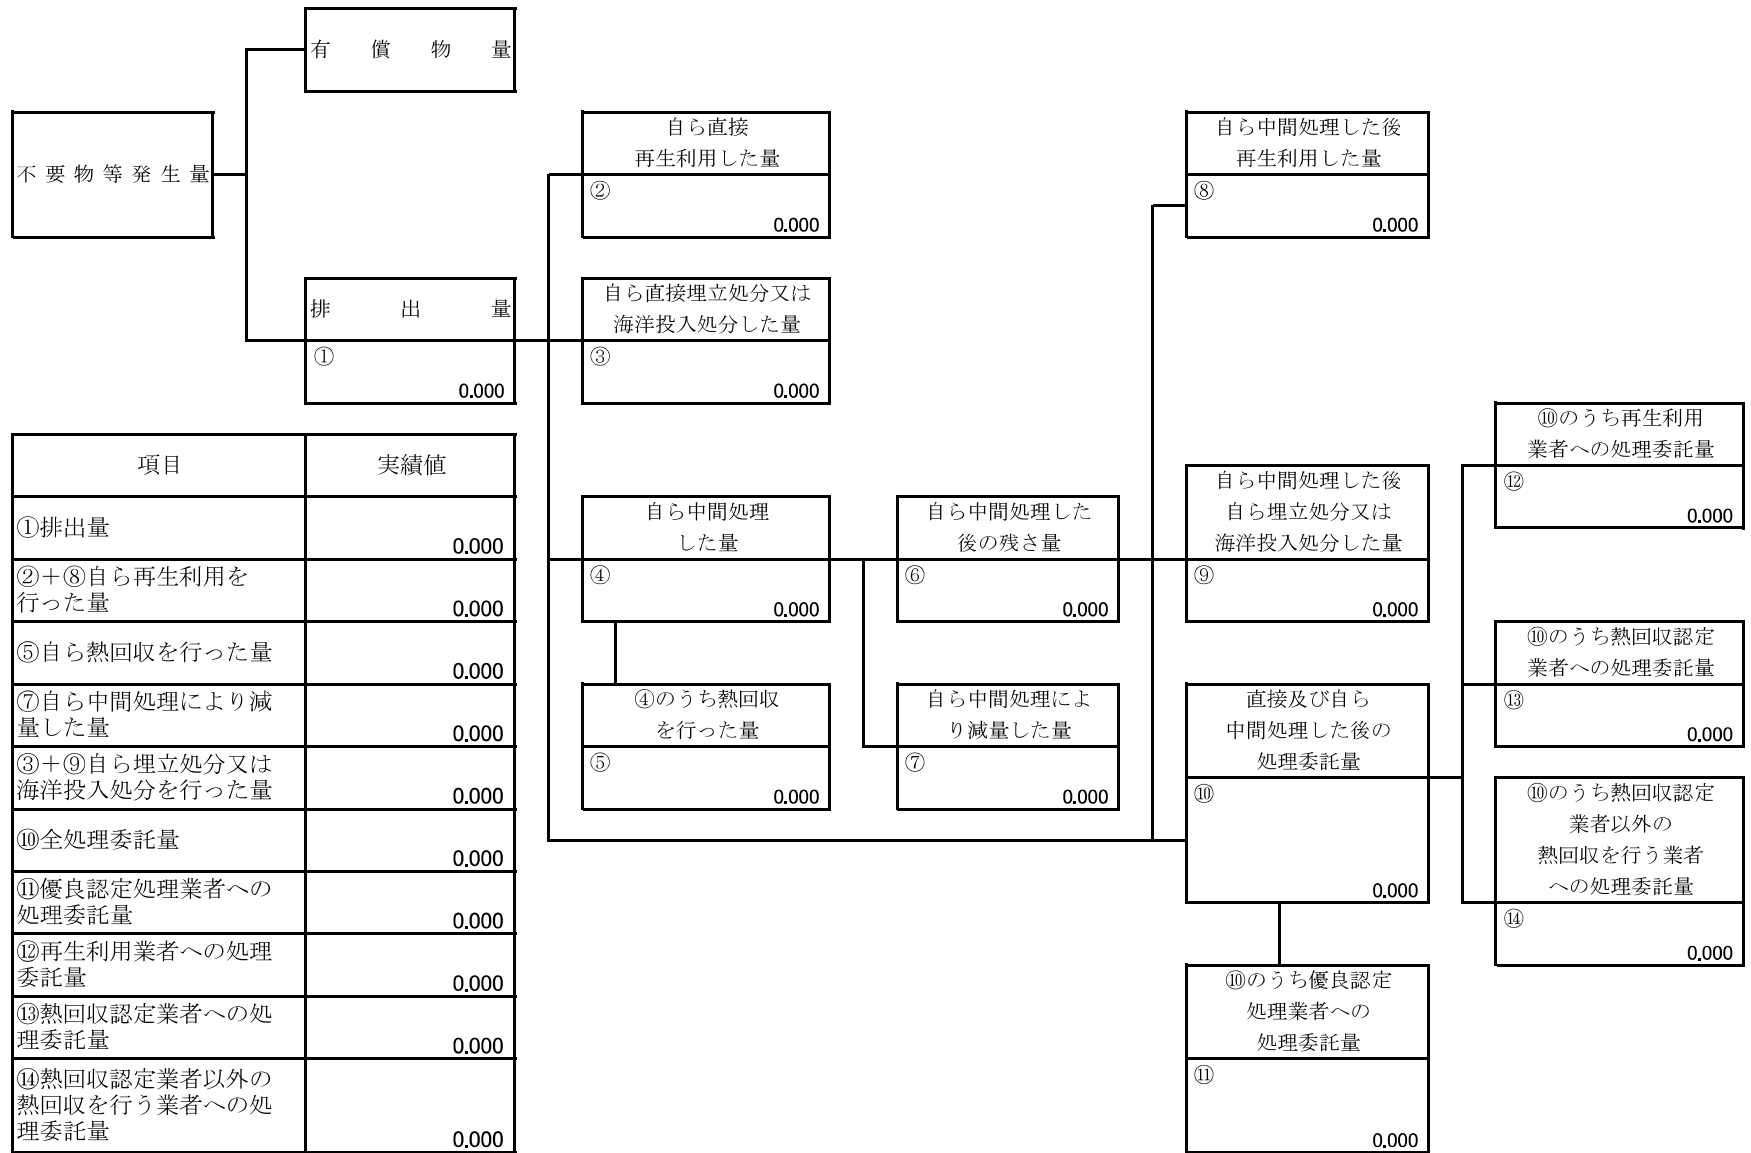 有償物量
不要物等発生量
自ら直接
再生利用した量
②
0.000
自ら中間処理した後
再生利用した量
⑧
0.000
排出量
①
0.000
自ら直接埋立処分又は
海洋投入処分した量
③
0.000
項目 実績値
①排出量
0.000
②+⑧自ら再生利用を
行った量
0.000
⑤自ら熱回収を行った量
0.000
⑦自ら中間処理により減
量した量
0.000
③+⑨自ら埋立処分又は
海洋投入処分を行った量
0.000
⑩全処理委託量
0.000
⑪優良認定処理業者への
処理委託量
0.000
⑫再生利用業者への処理
委託量
0.000
⑬熱回収認定業者への処
理委託量
0.000
⑭熱回収認定業者以外の
熱回収を行う業者への処
理委託量
0.000
自ら中間処理
した量
④
0.000
④のうち熱回収
を行った量
⑤
0.000
自ら中間処理した
後の残さ量
⑥
0.000
自ら中間処理によ
り減量した量
⑦
0.000
自ら中間処理した後
自ら埋立処分又は
海洋投入処分した量
⑨
0.000
直接及び自ら
中間処理した後の
処理委託量
⑩
0.000
⑩のうち優良認定
処理業者への
処理委託量
⑪
0.000
⑩のうち再生利用
業者への処理委託量
⑫
0.000
⑩のうち熱回収認定
業者への処理委託量
⑬
0.000
⑩のうち熱回収認定
業者以外の
熱回収を行う業者
への処理委託量
⑭
0.000